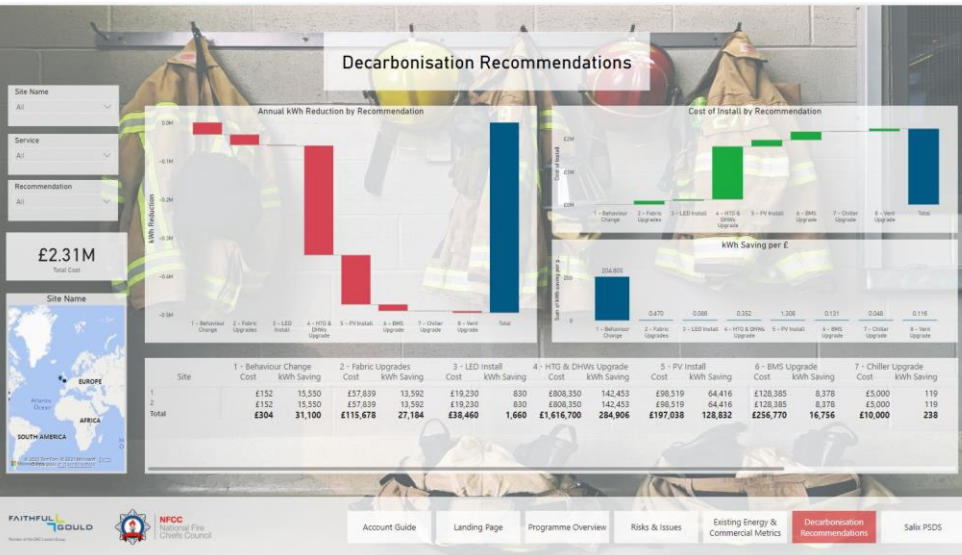 Decarbonisation Recommendations
Site Name
All
Service
All
Recommendation
All
£2.31M
Total Cost
Site Name
EUROPE
Atlantic
Ocean
AFRICA
SOUTH AMERICA
Annual kWh Reduction by Recommendation
kWh Reduction
0.0M
-0.1M
-0.2M
-0.3M
-0.4M
-0.5M
1 - Behaviour Change
2 - Fabric Upgrades
3 - LED Install
4 - HTG & DHWs Upgrade
5 - PV Install
6 - BMS Upgrade
7 - Chiller Upgrade
8 - Vent Upgrade
Total
Cost of Install by Recommendation
Cost of Install
£2M
£0M
1 - Behaviour Change
2 - Fabric Upgrades
3 - LED Install
4 - HTG & DHWs Upgrade
5 - PV Install
6 - BMS Upgrade
7 - Chiller Upgrade
8 - Vent Upgrade
Total
kWh Saving per £
Sum of kWh saving per
200
0
204.605
0.470
0.086
0.352
1.308
0.131
0.048
0.116
1 - Behaviour Change
2 - Fabric Upgrades
3 - LED Install
4 - HTG & DHWs Upgrade
5 - PV Install
6 - BMS Upgrade
7 - Chiller Upgrade
8 - Vent Upgrade
1 - Behaviour Change 2 - Fabric Upgrades 3 - LED Install 4 - HTG & DHWs Upgrade 5 - PV Install 6 - BMS Upgrade 7 - Chiller Upgrade
Site Cost kWh Saving Cost kWh Saving Cost kWh Saving Cost kWh Saving Cost kWh Saving Cost kWh Saving Cost kWh Saving
1 £152 15,550 £57,839 13,592 £19,230 830 £808,350 142,453 £98,519 64,416 £128,385 8,378 £5,000 119
2 £152 15,550 £57,839 13,592 £19,230 830 £808,350 142,453 £98,519 64,416 £128,385 8,378 £5,000 119
Total £304 31,100 £115,678 27,184 £38,460 1,660 £1,616,700 284,906 £197,038 128,832 £256,770 16,756 £10,000 238
FAITHFUL
GOULD
NFCC
National Fire
Chiefs Council
Account Guide
Landing Page
Programme Overview
Risks & Issues
Existing Energy &
Commercial Metrics
Decarbonisation
Recommendations
Salix PSDS